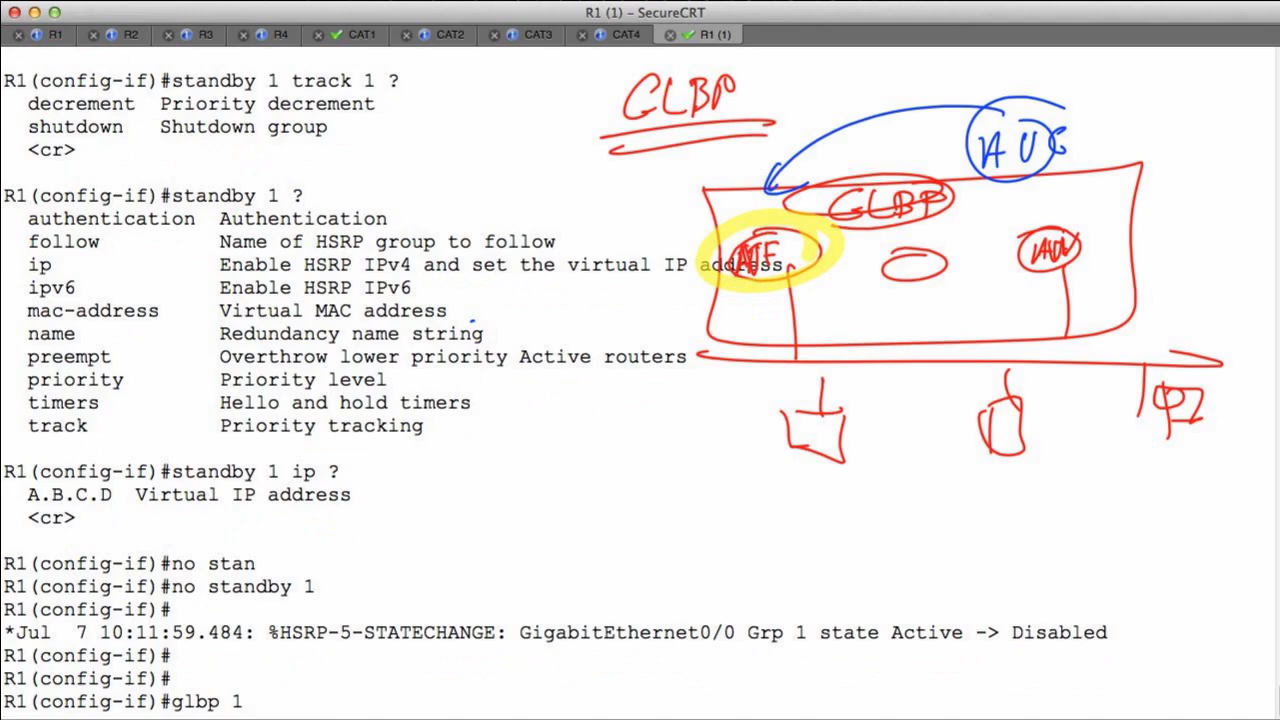 R1 (1) – SecureCRT
R1 R2 R3 R4 CAT1 CAT2 CAT3 CAT4 R1 (1)
R1(config-if)#standby 1 track 1 ?
decrement Priority decrement
shutdown Shutdown group
<cr>
R1(config-if)#standby 1 ?
authentication Authentication
follow Name of HSRP group to follow
ip Enable HSRP IPv4 and set the virtual IP address
ipv6 Enable HSRP IPv6
mac-address Virtual MAC address
name Redundancy name string
preempt Overthrow lower priority Active routers
priority Priority level
timers Hello and hold timers
track Priority tracking
R1(config-if)#standby 1 ip ?
A.B.C.D Virtual IP address
<cr>
R1(config-if)#no stan
R1(config-if)#no standby 1
R1(config-if)#
*Jul 7 10:11:59.484: %HSRP-5-STATECHANGE: GigabitEthernet0/0 Grp 1 state Active -> Disabled
R1(config-if)#
R1(config-if)#
R1(config-if)#glbp 1
GLBP
AVG
GLBP